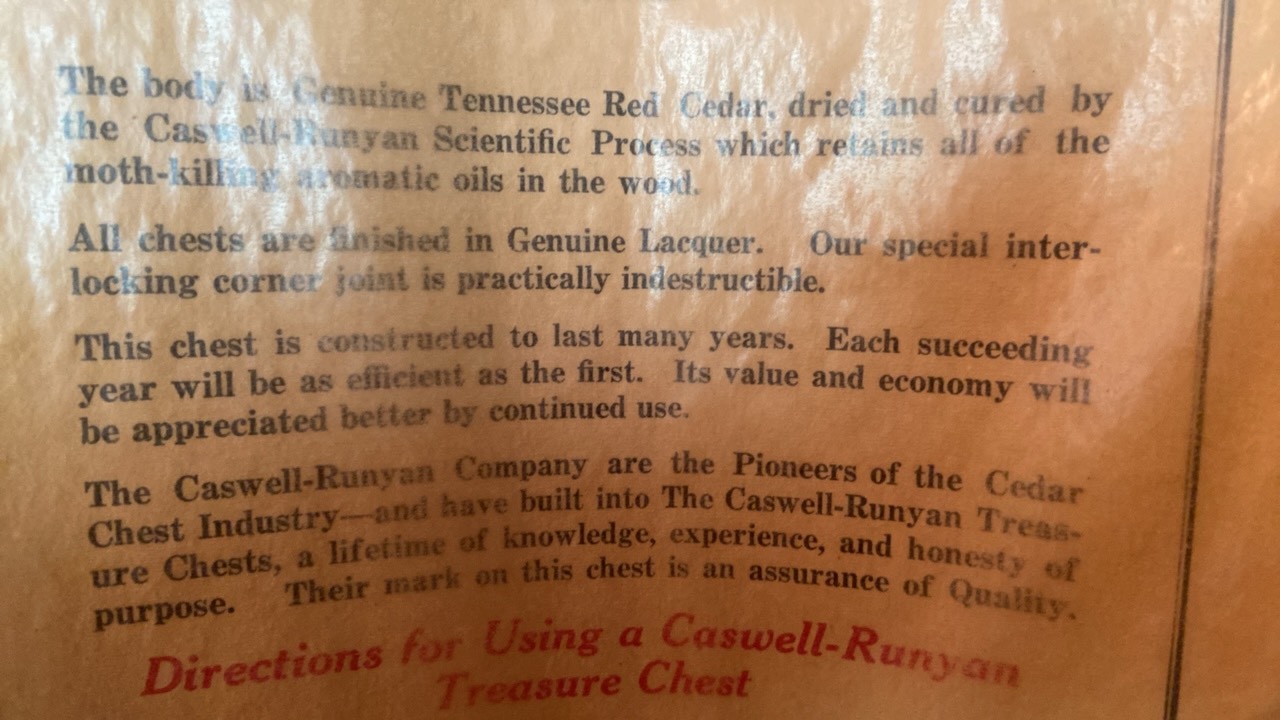 The body is Genuine Tennessee Red Cedar, dried and cured by
the Caswell-Runyan Scientific Process which retains all of the
moth-killing aromatic oils in the wood.
All chests are finished in Genuine Lacquer. Our special inter-
locking corner joint is practically indestructible.
This chest is constructed to last many years. Each succeeding
year will be as efficient as the first. Its value and economy will
be appreciated better by continued use.
The Caswell-Runyan Company are the Pioneers of the Cedar
Chest Industry—and have built into The Caswell-Runyan Treas-
ure Chests, a lifetime of knowledge, experience, and honesty of
purpose. Their mark on this chest is an assurance of Quality.
Directions for Using a Caswell-Runyan
Treasure Chest